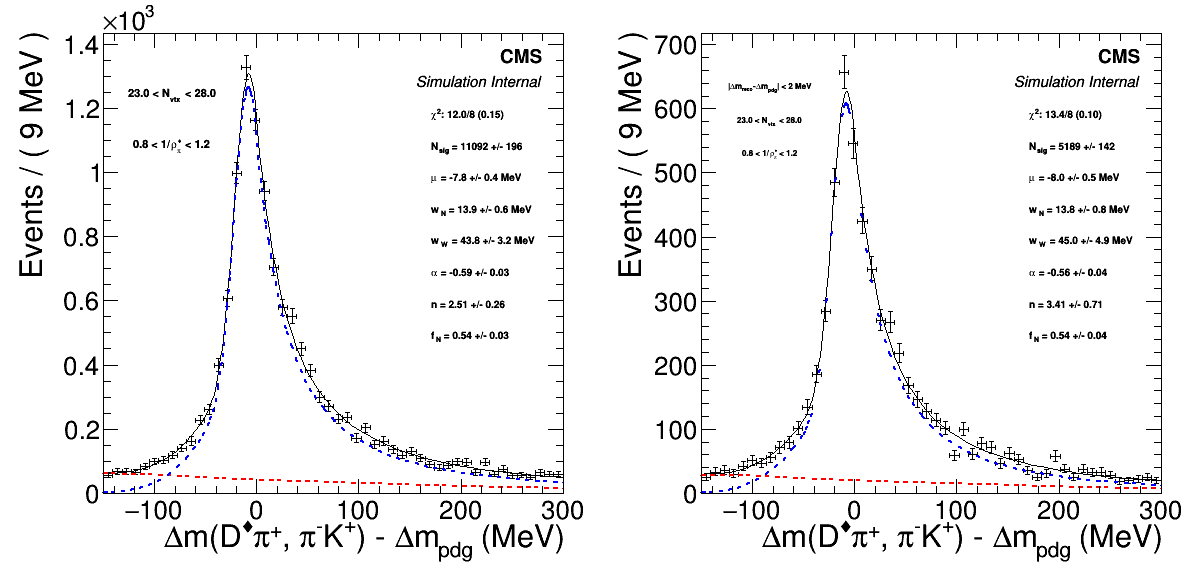 ×10³
1.4
1.2
1
0.8
0.6
0.4
0.2
0
Events / ( 9 MeV )
CMS
Simulation Internal
23.0 < N_vtx < 28.0
0.8 < 1/ρ_π^♦ < 1.2
χ²: 12.0/8 (0.15)
N_sig = 11092 +/- 196
μ = -7.8 +/- 0.4 MeV
w_N = 13.9 +/- 0.6 MeV
w_W = 43.8 +/- 3.2 MeV
α = -0.59 +/- 0.03
n = 2.51 +/- 0.26
f_N = 0.54 +/- 0.03
−100 0 100 200 300
Δm(D^♦π⁺, π⁻K⁺) - Δm_pdg (MeV)
700
600
500
400
300
200
100
0
Events / ( 9 MeV )
CMS
Simulation Internal
|Δm_reco-Δm_pdg| < 2 MeV
23.0 < N_vtx < 28.0
0.8 < 1/ρ_π^♦ < 1.2
χ²: 13.4/8 (0.10)
N_sig = 5189 +/- 142
μ = -8.0 +/- 0.5 MeV
w_N = 13.8 +/- 0.8 MeV
w_W = 45.0 +/- 4.9 MeV
α = -0.56 +/- 0.04
n = 3.41 +/- 0.71
f_N = 0.54 +/- 0.04
−100 0 100 200 300
Δm(D^♦π⁺, π⁻K⁺) - Δm_pdg (MeV)